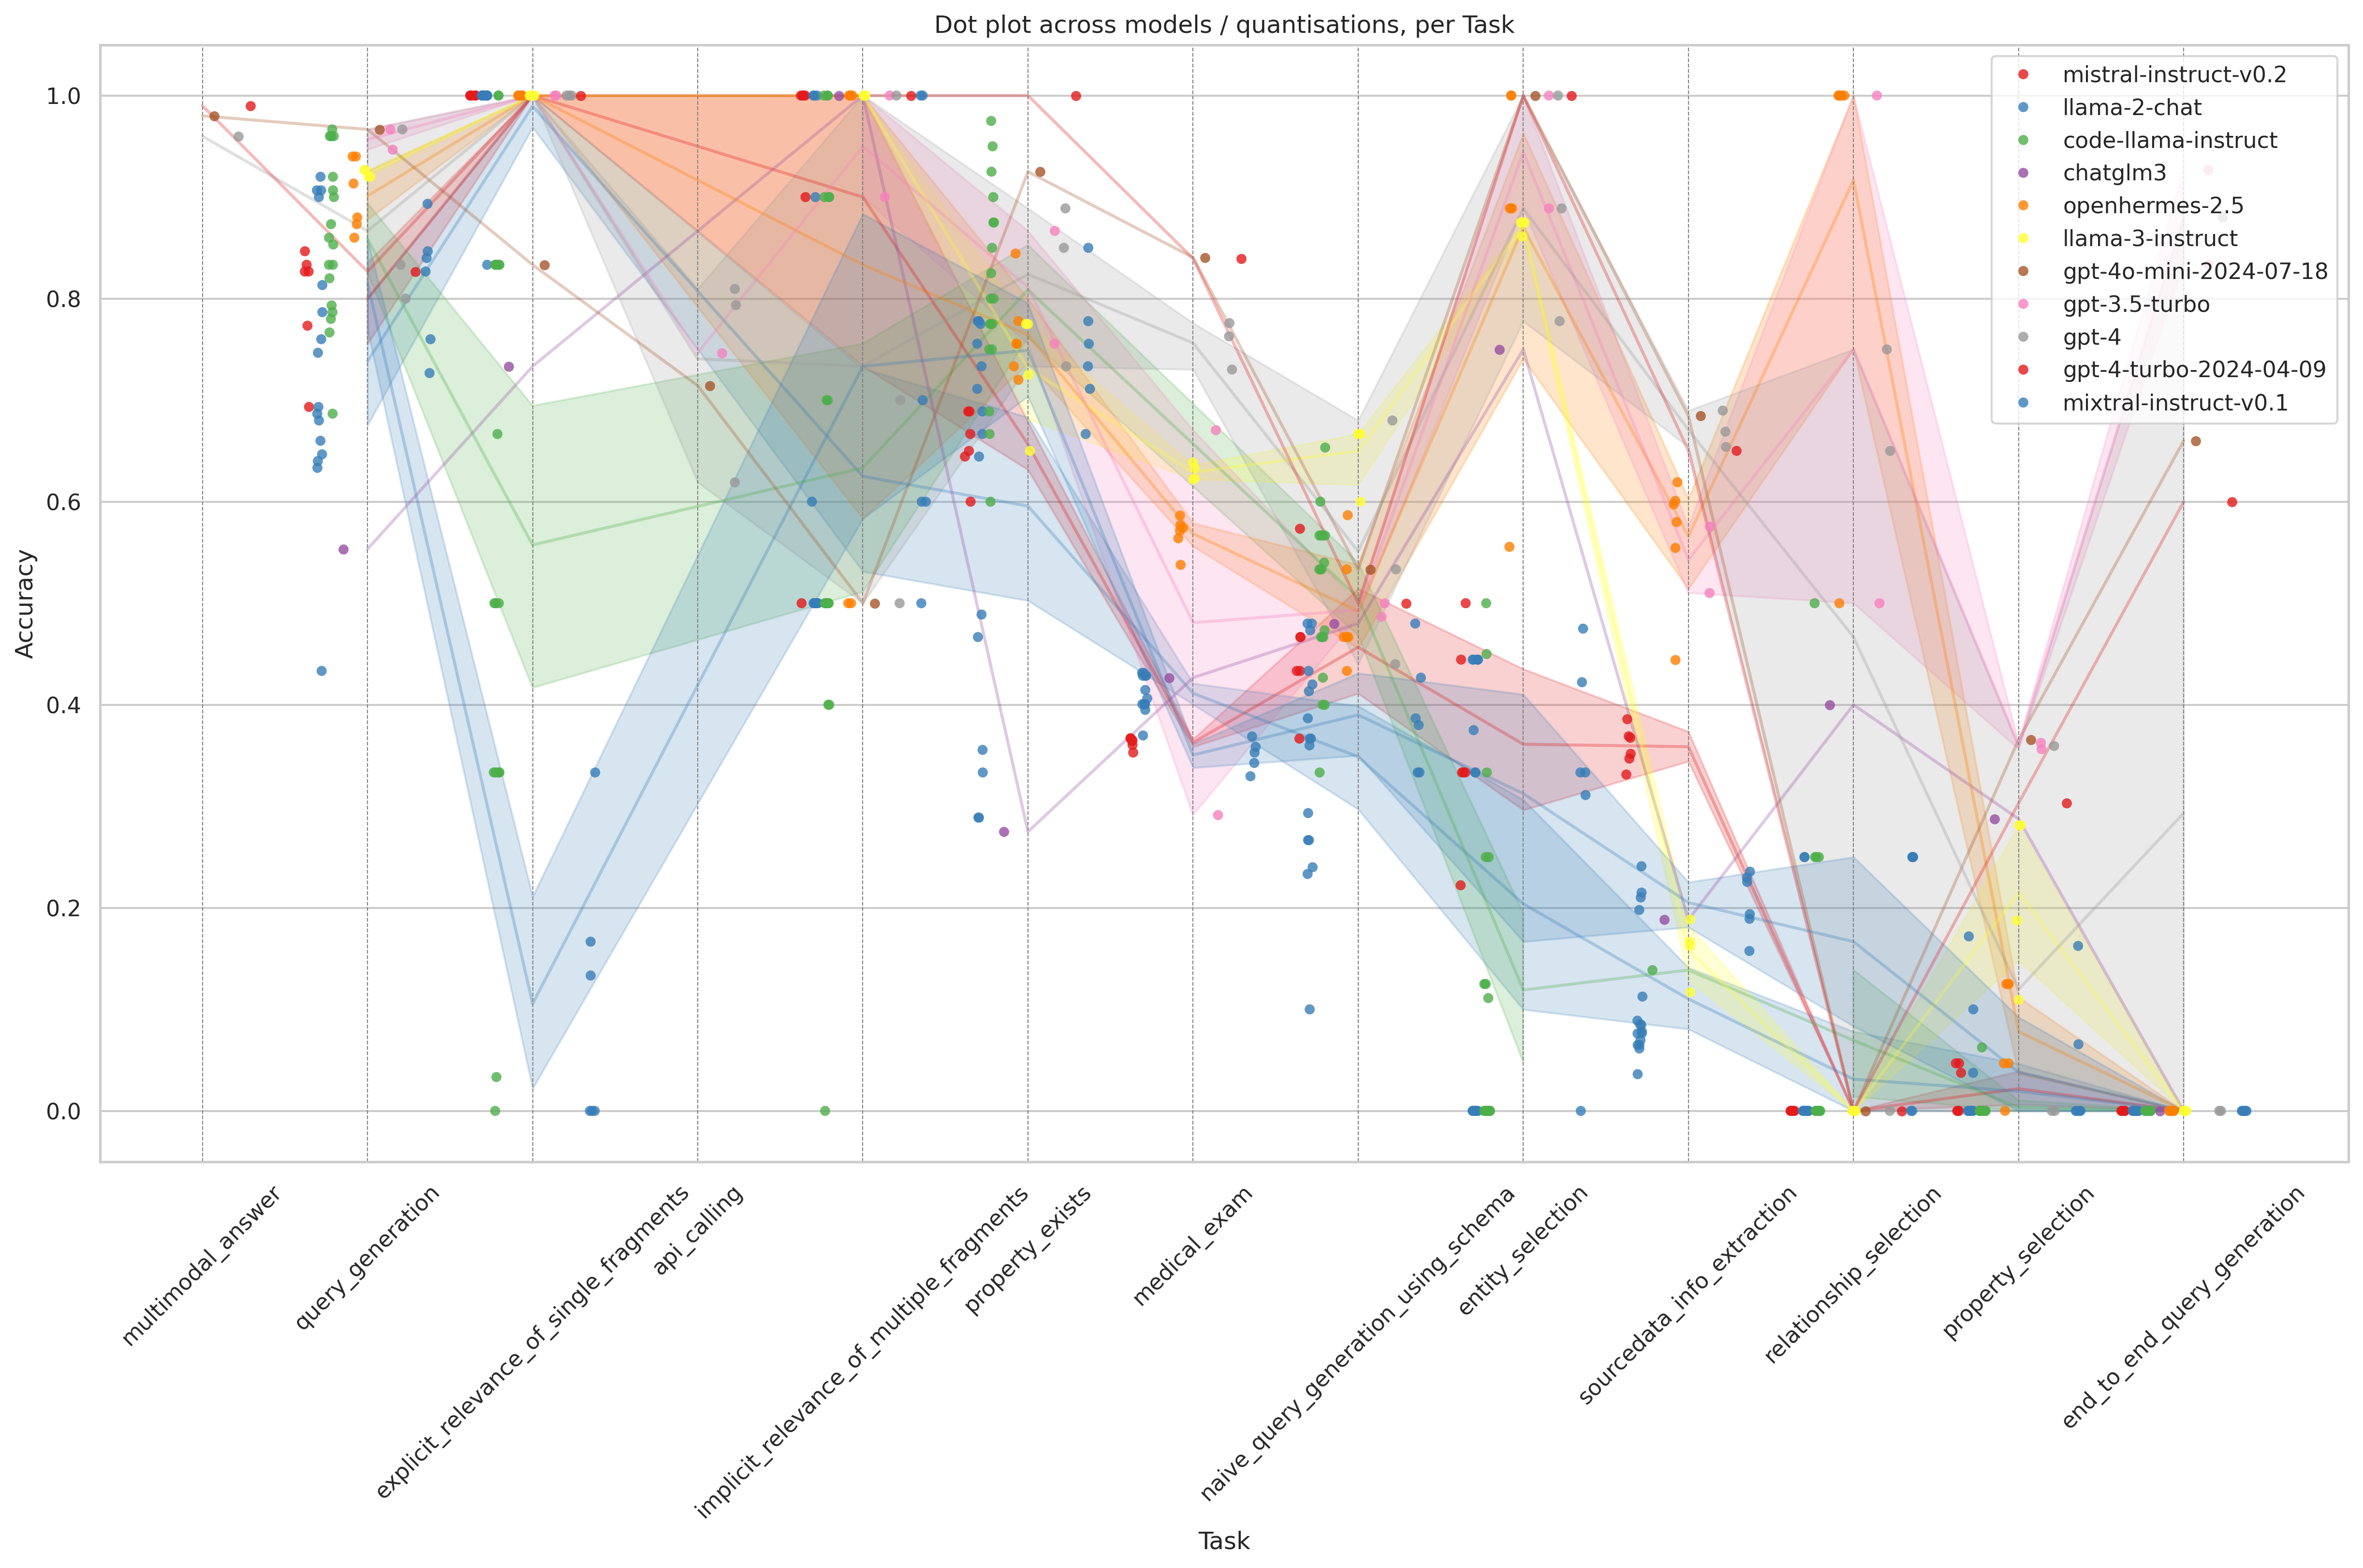 Dot plot across models / quantisations, per Task
mistral-instruct-v0.2
llama-2-chat
code-llama-instruct
chatglm3
openhermes-2.5
llama-3-instruct
gpt-4o-mini-2024-07-18
gpt-3.5-turbo
gpt-4
gpt-4-turbo-2024-04-09
mixtral-instruct-v0.1
Accuracy
1.0
0.8
0.6
0.4
0.2
0.0
multimodal_answer
query_generation
explicit_relevance_of_single_fragments
api_calling
implicit_relevance_of_multiple_fragments
property_exists
medical_exam
naive_query_generation_using_schema
entity_selection
sourcedata_info_extraction
relationship_selection
property_selection
end_to_end_query_generation
Task